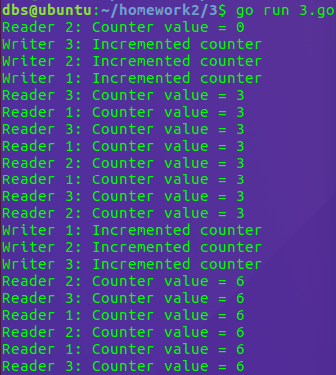 dbs@ubuntu:~/homework2/3$ go run 3.go
Reader 2: Counter value = 0
Writer 3: Incremented counter
Writer 2: Incremented counter
Writer 1: Incremented counter
Reader 3: Counter value = 3
Reader 1: Counter value = 3
Reader 3: Counter value = 3
Reader 1: Counter value = 3
Reader 2: Counter value = 3
Reader 1: Counter value = 3
Reader 3: Counter value = 3
Reader 2: Counter value = 3
Writer 1: Incremented counter
Writer 2: Incremented counter
Writer 3: Incremented counter
Reader 2: Counter value = 6
Reader 3: Counter value = 6
Reader 1: Counter value = 6
Reader 2: Counter value = 6
Reader 1: Counter value = 6
Reader 3: Counter value = 6